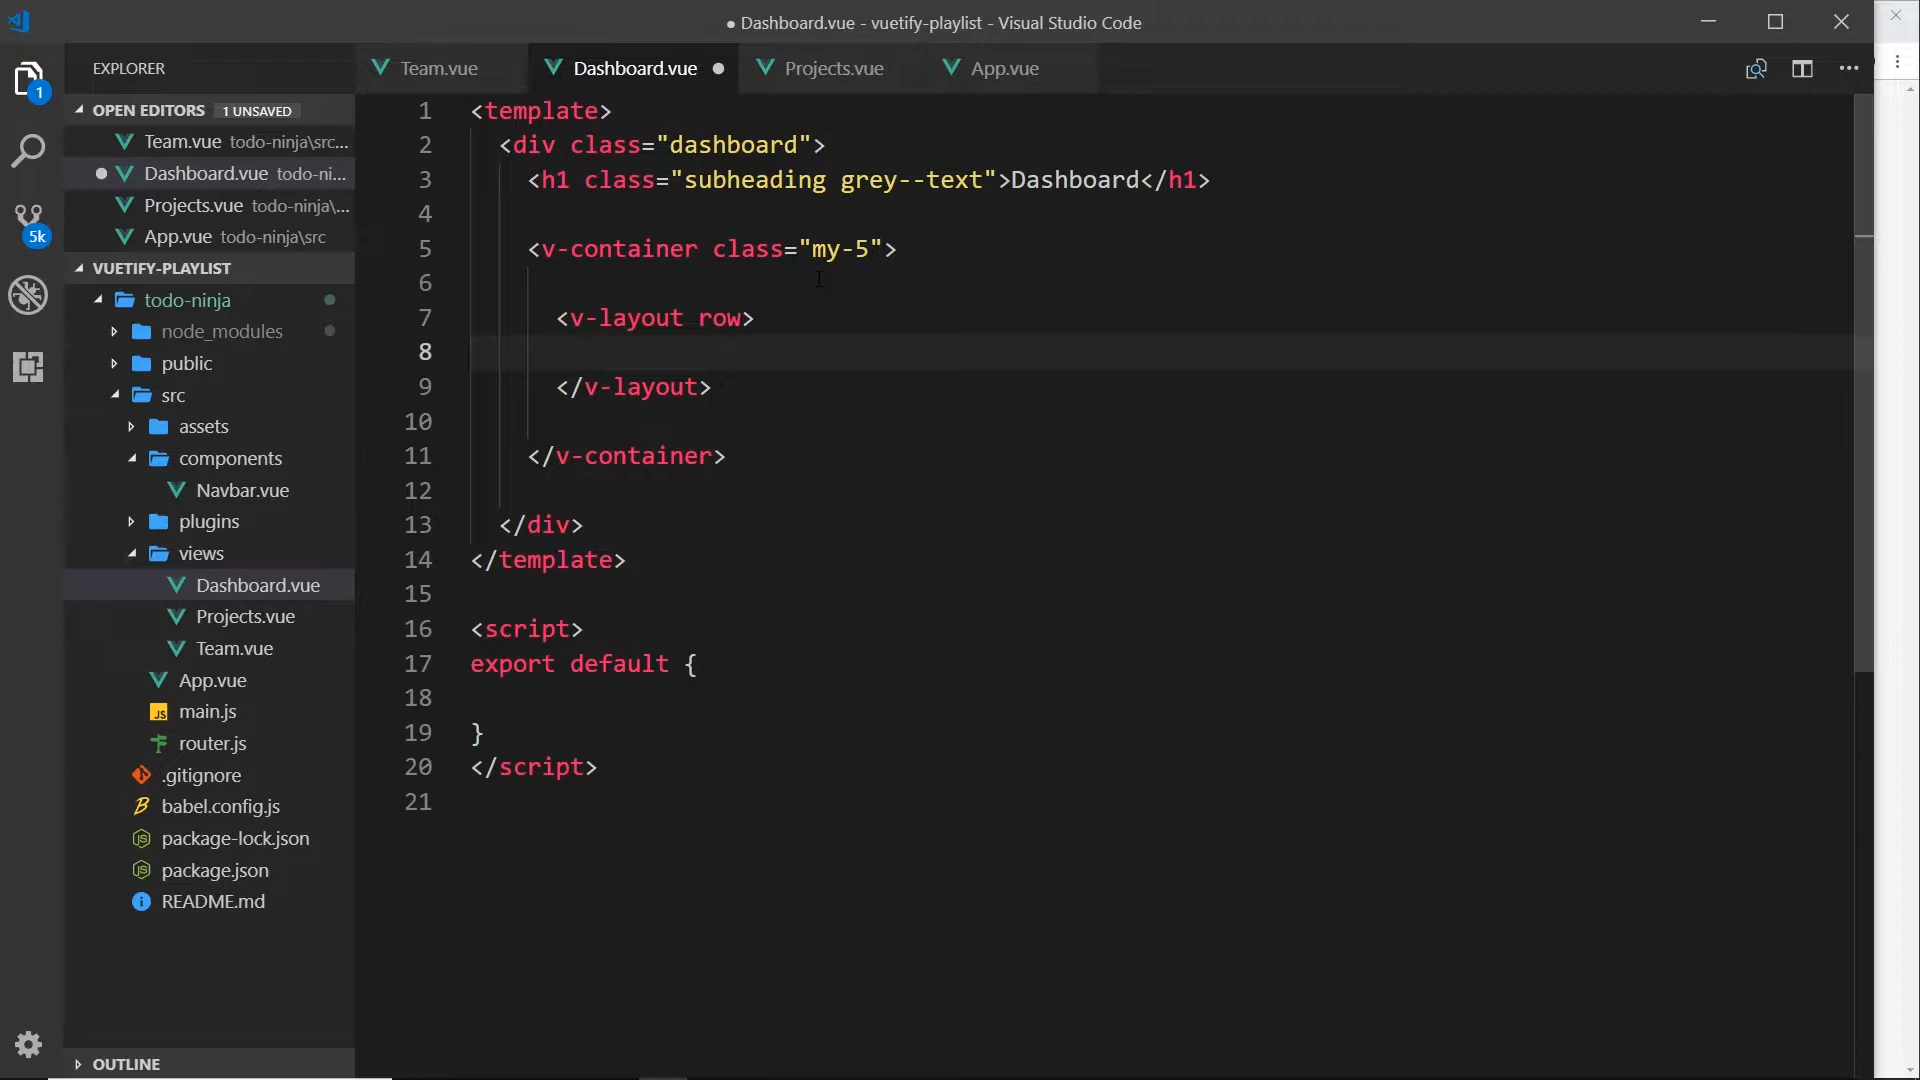 ● Dashboard.vue - vuetify-playlist - Visual Studio Code
EXPLORER
Team.vue
Dashboard.vue
Projects.vue
App.vue
1
5k
OPEN EDITORS 1 UNSAVED
Team.vue todo-ninja\src...
Dashboard.vue todo-ni...
Projects.vue todo-ninja\...
App.vue todo-ninja\src
VUETIFY-PLAYLIST
todo-ninja
node_modules
public
src
assets
components
Navbar.vue
plugins
views
Dashboard.vue
Projects.vue
Team.vue
App.vue
JS main.js
router.js
.gitignore
babel.config.js
package-lock.json
package.json
README.md
OUTLINE
1 <template>
2 <div class="dashboard">
3 <h1 class="subheading grey--text">Dashboard</h1>
4
5 <v-container class="my-5">
6
7 <v-layout row>
8
9 </v-layout>
10
11 </v-container>
12
13 </div>
14 </template>
15
16 <script>
17 export default {
18
19 }
20 </script>
21